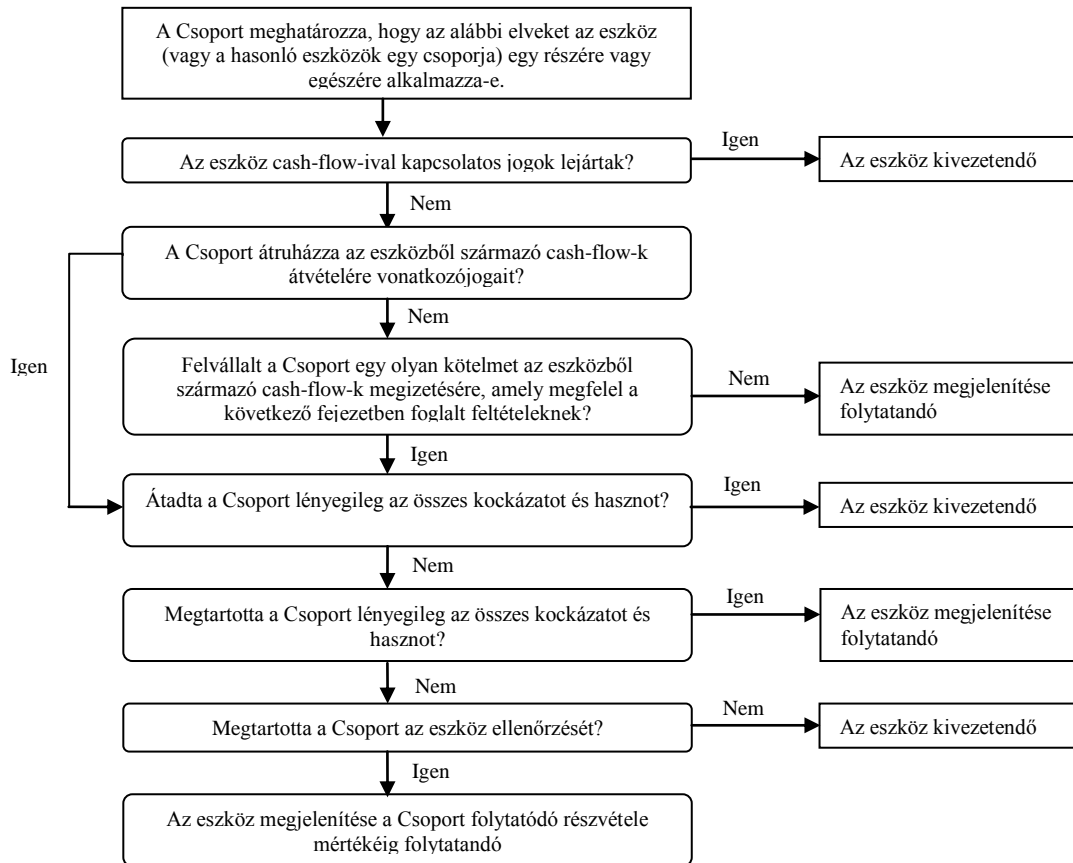 A Csoport meghatározza, hogy az alábbi elveket az eszköz
(vagy a hasonló eszközök egy csoporja) egy részére vagy
egészére alkalmazza-e.
Igen
Az eszköz cash-flow-ival kapcsolatos jogok lejártak?
Az eszköz kivezetendő
Nem
A Csoport átruházza az eszközből származó cash-flow-k
átvételére vonatkozójogait?
Nem
Igen
Felvállalt a Csoport egy olyan kötelmet az eszközből
származó cash-flow-k megizetésére, amely megfelel a
következő fejezetben foglalt feltételeknek?
Nem
Az eszköz megjelenítése
folytatandó
Igen
Átadta a Csoport lényegileg az összes kockázatot és hasznot?
Igen
Az eszköz kivezetendő
Nem
Megtartotta a Csoport lényegileg az összes kockázatot és
hasznot?
Igen
Az eszköz megjelenítése
folytatandó
Nem
Megtartotta a Csoport az eszköz ellenőrzését?
Nem
Az eszköz kivezetendő
Igen
Az eszköz megjelenítése a Csoport folytatódó részvétele
mértékéig folytatandó